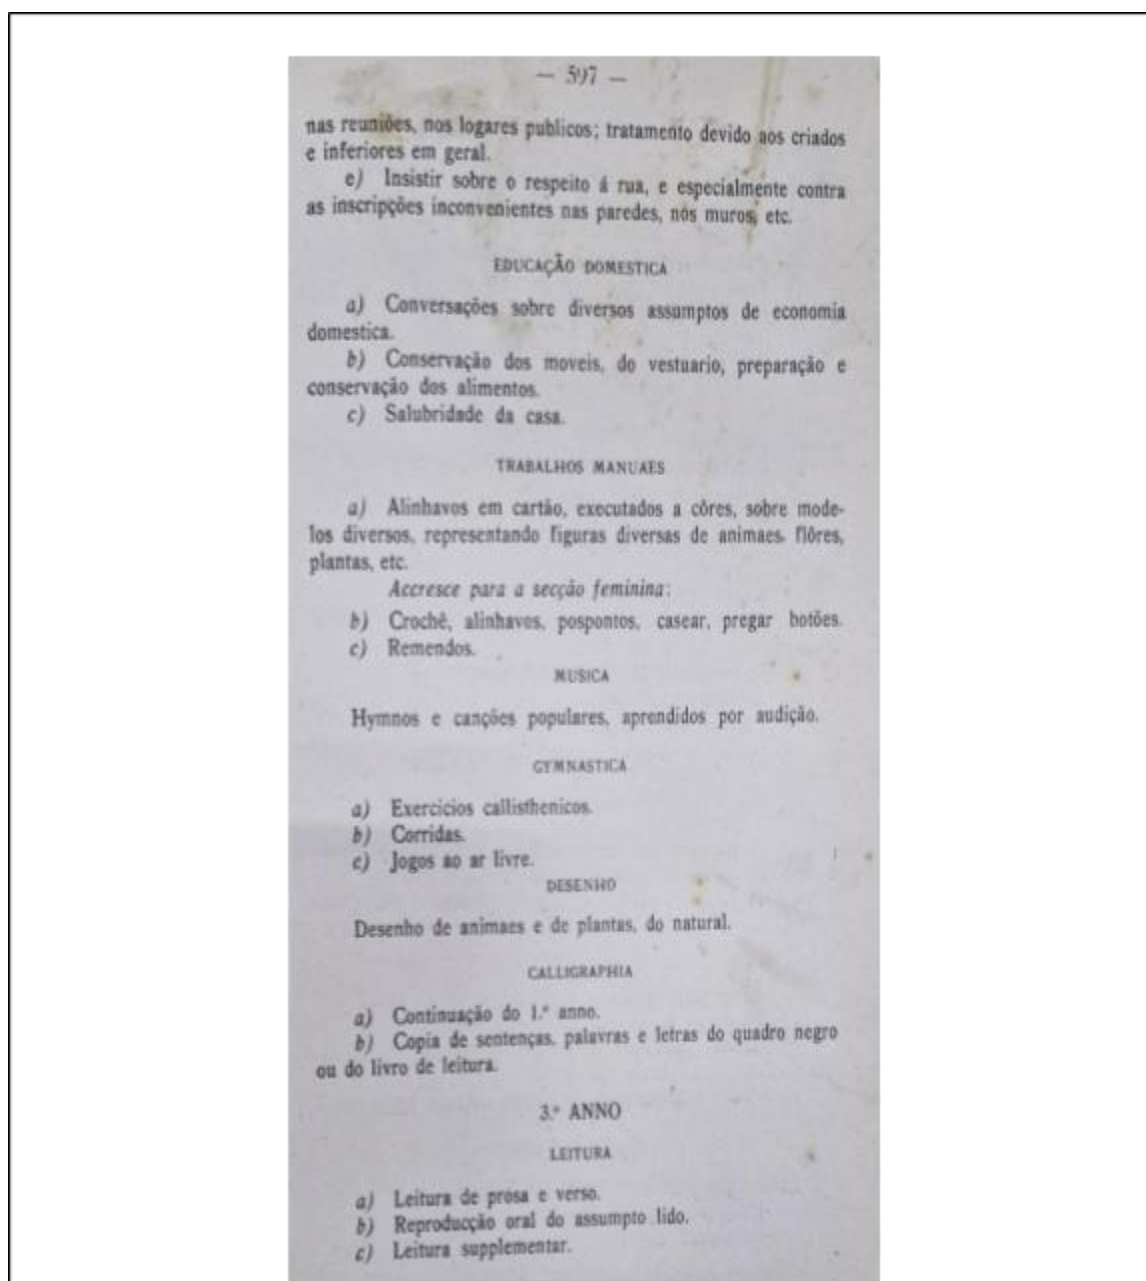 — 597 —
nas reuniões, nos logares publicos; tratamento devido aos criados
e inferiores em geral.
e) Insistir sobre o respeito á rua, e especialmente contra
as inscripções inconvenientes nas paredes, nos muros, etc.
EDUCAÇÃO DOMESTICA
a) Conversações sobre diversos assumptos de economia
domestica.
b) Conservação dos moveis, do vestuario, preparação e
conservação dos alimentos.
c) Salubridade da casa.
TRABALHOS MANUAES
a) Alinhavos em cartão, executados a côres, sobre mode-
los diversos, representando figuras diversas de animaes, flôres,
plantas, etc.
Accresce para a secção feminina:
b) Crochê, alinhavos, pospontos, casear, pregar botões.
c) Remendos.
MUSICA
Hymnos e canções populares, aprendidos por audição.
GYMNASTICA
a) Exercicios callisthenicos.
b) Corridas.
c) Jogos ao ar livre.
DESENHO
Desenho de animaes e de plantas, do natural.
CALLIGRAPHIA
a) Continuação do 1.º anno.
b) Copia de sentenças, palavras e letras do quadro negro
ou do livro de leitura.
3.º ANNO
LEITURA
a) Leitura de prosa e verso.
b) Reproducção oral do assumpto lido.
c) Leitura supplementar.